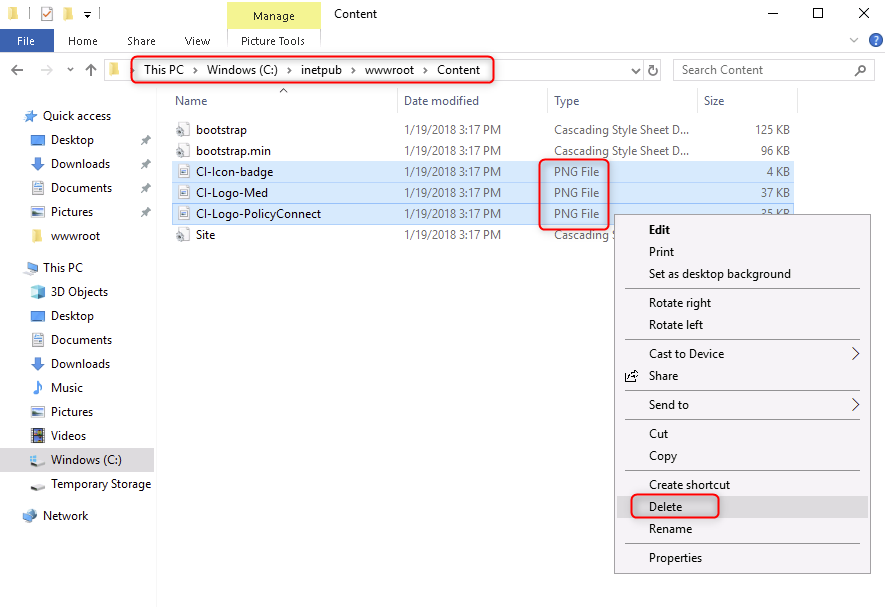 Manage
Content
File
Home
Share
View
Picture Tools
This PC > Windows (C:) > inetpub > wwwroot > Content
Search Content
Name
Date modified
Type
Size
Quick access
Desktop
Downloads
Documents
Pictures
wwwroot
This PC
3D Objects
Desktop
Documents
Downloads
Music
Pictures
Videos
Windows (C:)
Temporary Storage
Network
bootstrap 1/19/2018 3:17 PM Cascading Style Sheet D... 125 KB
bootstrap.min 1/19/2018 3:17 PM Cascading Style Sheet D... 96 KB
CI-Icon-badge 1/19/2018 3:17 PM PNG File 4 KB
CI-Logo-Med 1/19/2018 3:17 PM PNG File 37 KB
CI-Logo-PolicyConnect 1/19/2018 3:17 PM PNG File 35 KB
Site 1/19/2018 3:17 PM Cascading
Edit
Print
Set as desktop background
Rotate right
Rotate left
Cast to Device
Share
Send to
Cut
Copy
Create shortcut
Delete
Rename
Properties